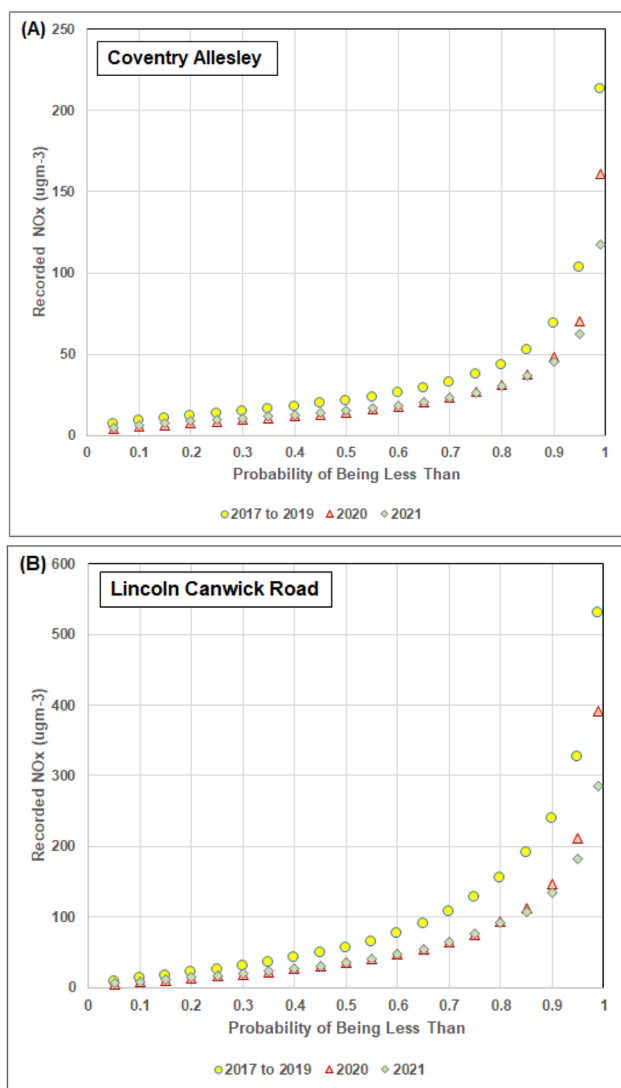 (A)
Coventry Allesley
250
200
150
100
50
0
Recorded NOx (ugm-3)
0 0.1 0.2 0.3 0.4 0.5 0.6 0.7 0.8 0.9 1
Probability of Being Less Than
2017 to 2019 2020 2021
(B)
Lincoln Canwick Road
600
500
400
300
200
100
0
Recorded NOx (ugm-3)
0 0.1 0.2 0.3 0.4 0.5 0.6 0.7 0.8 0.9 1
Probability of Being Less Than
2017 to 2019 2020 2021